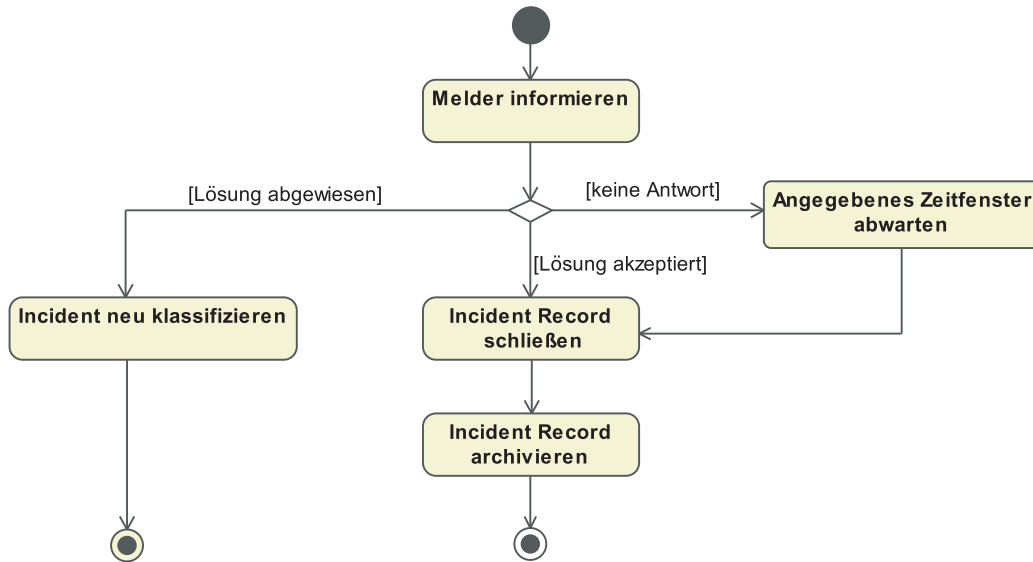 Melder informieren
[Lösung abgewiesen]
[keine Antwort]
Angegebenes Zeitfenster
abwarten
[Lösung akzeptiert]
Incident neu klassifizieren
Incident Record
schließen
Incident Record
archivieren